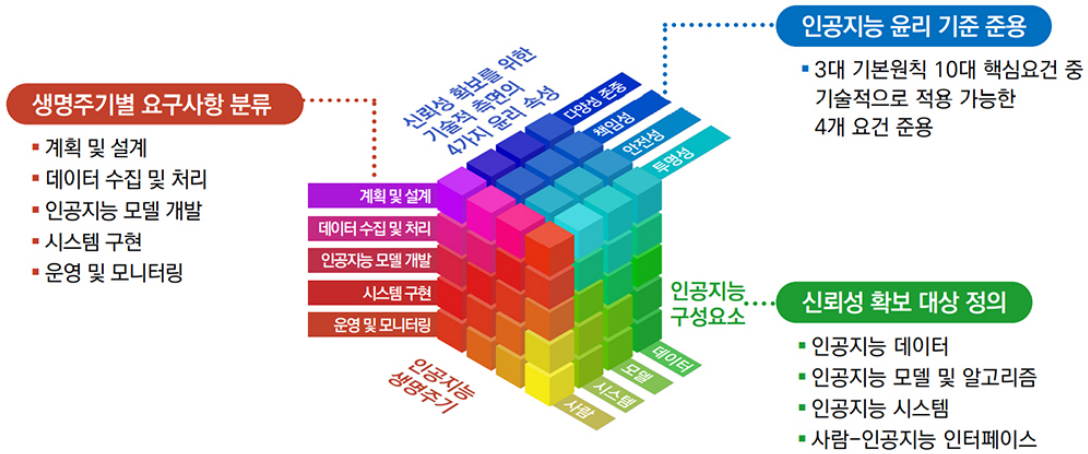 인공지능 윤리 기준 준용
▪ 3대 기본원칙 10대 핵심요건 중
기술적으로 적용 가능한
4개 요건 준용
생명주기별 요구사항 분류
▪ 계획 및 설계
▪ 데이터 수집 및 처리
▪ 인공지능 모델 개발
▪ 시스템 구현
▪ 운영 및 모니터링
신뢰성 확보를 위한
기술적 측면의
4가지 윤리 속성
다양성 존중
책임성
안전성
투명성
계획 및 설계
데이터 수집 및 처리
인공지능 모델 개발
시스템 구현
운영 및 모니터링
인공지능
생명주기
인공지능
구성요소
데이터
모델
시스템
사람
신뢰성 확보 대상 정의
▪ 인공지능 데이터
▪ 인공지능 모델 및 알고리즘
▪ 인공지능 시스템
▪ 사람-인공지능 인터페이스